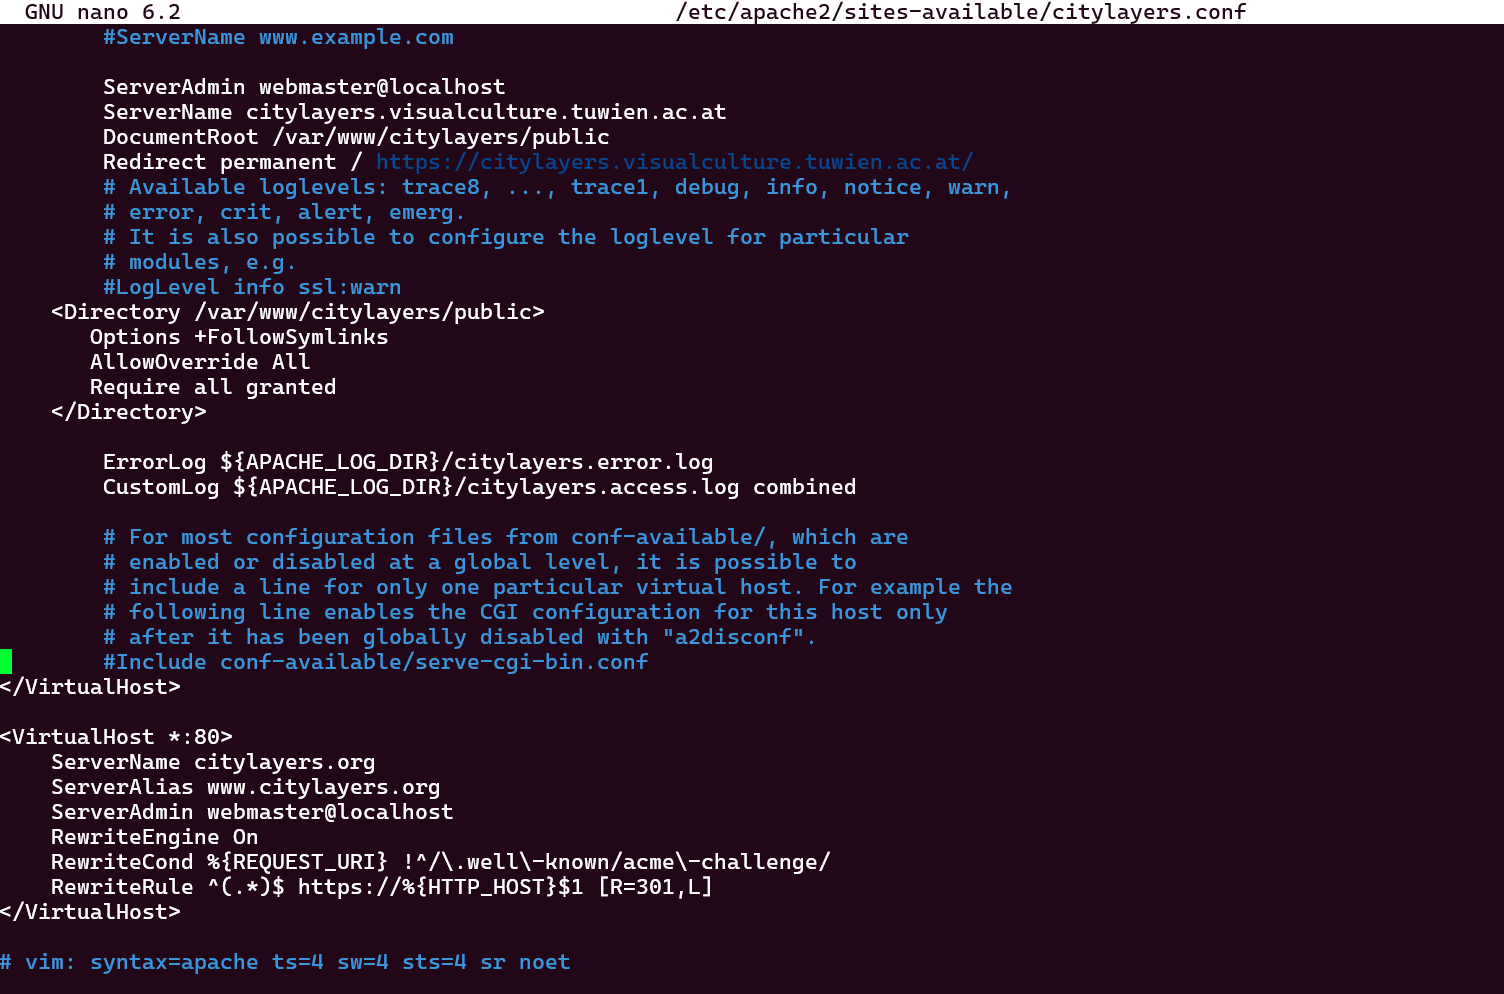 GNU nano 6.2 /etc/apache2/sites-available/citylayers.conf
#ServerName www.example.com
ServerAdmin webmaster@localhost
ServerName citylayers.visualculture.tuwien.ac.at
DocumentRoot /var/www/citylayers/public
Redirect permanent / https://citylayers.visualculture.tuwien.ac.at/
# Available loglevels: trace8, ..., trace1, debug, info, notice, warn,
# error, crit, alert, emerg.
# It is also possible to configure the loglevel for particular
# modules, e.g.
#LogLevel info ssl:warn
<Directory /var/www/citylayers/public>
Options +FollowSymlinks
AllowOverride All
Require all granted
</Directory>
ErrorLog ${APACHE_LOG_DIR}/citylayers.error.log
CustomLog ${APACHE_LOG_DIR}/citylayers.access.log combined
# For most configuration files from conf-available/, which are
# enabled or disabled at a global level, it is possible to
# include a line for only one particular virtual host. For example the
# following line enables the CGI configuration for this host only
# after it has been globally disabled with "a2disconf".
#Include conf-available/serve-cgi-bin.conf
</VirtualHost>
<VirtualHost *:80>
ServerName citylayers.org
ServerAlias www.citylayers.org
ServerAdmin webmaster@localhost
RewriteEngine On
RewriteCond %{REQUEST_URI} !^/\.well\-known/acme\-challenge/
RewriteRule ^(.*)$ https://%{HTTP_HOST}$1 [R=301,L]
</VirtualHost>
# vim: syntax=apache ts=4 sw=4 sts=4 sr noet